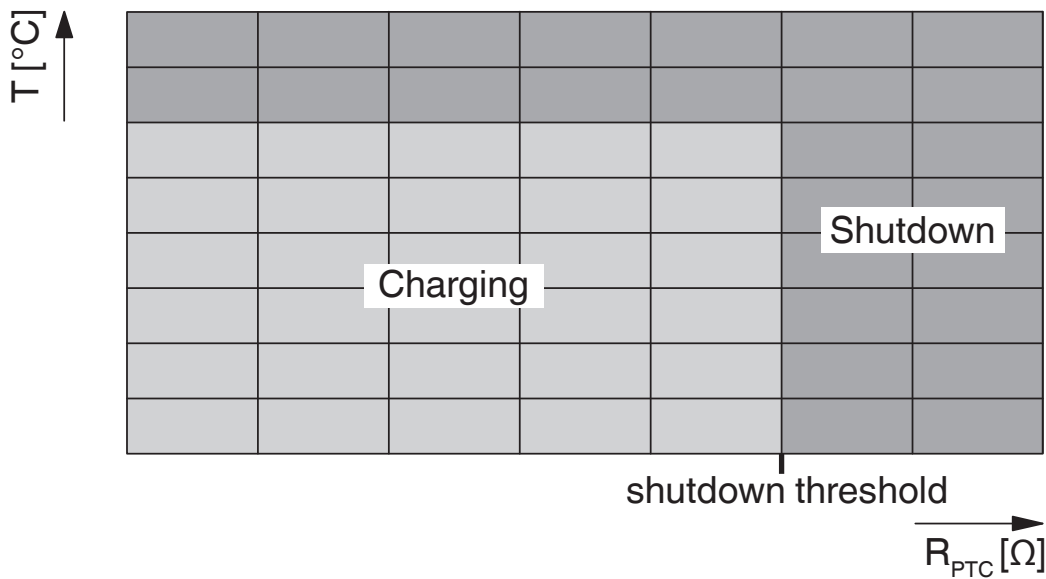 T [°C]
Shutdown
Charging
shutdown threshold
R_PTC [Ω]